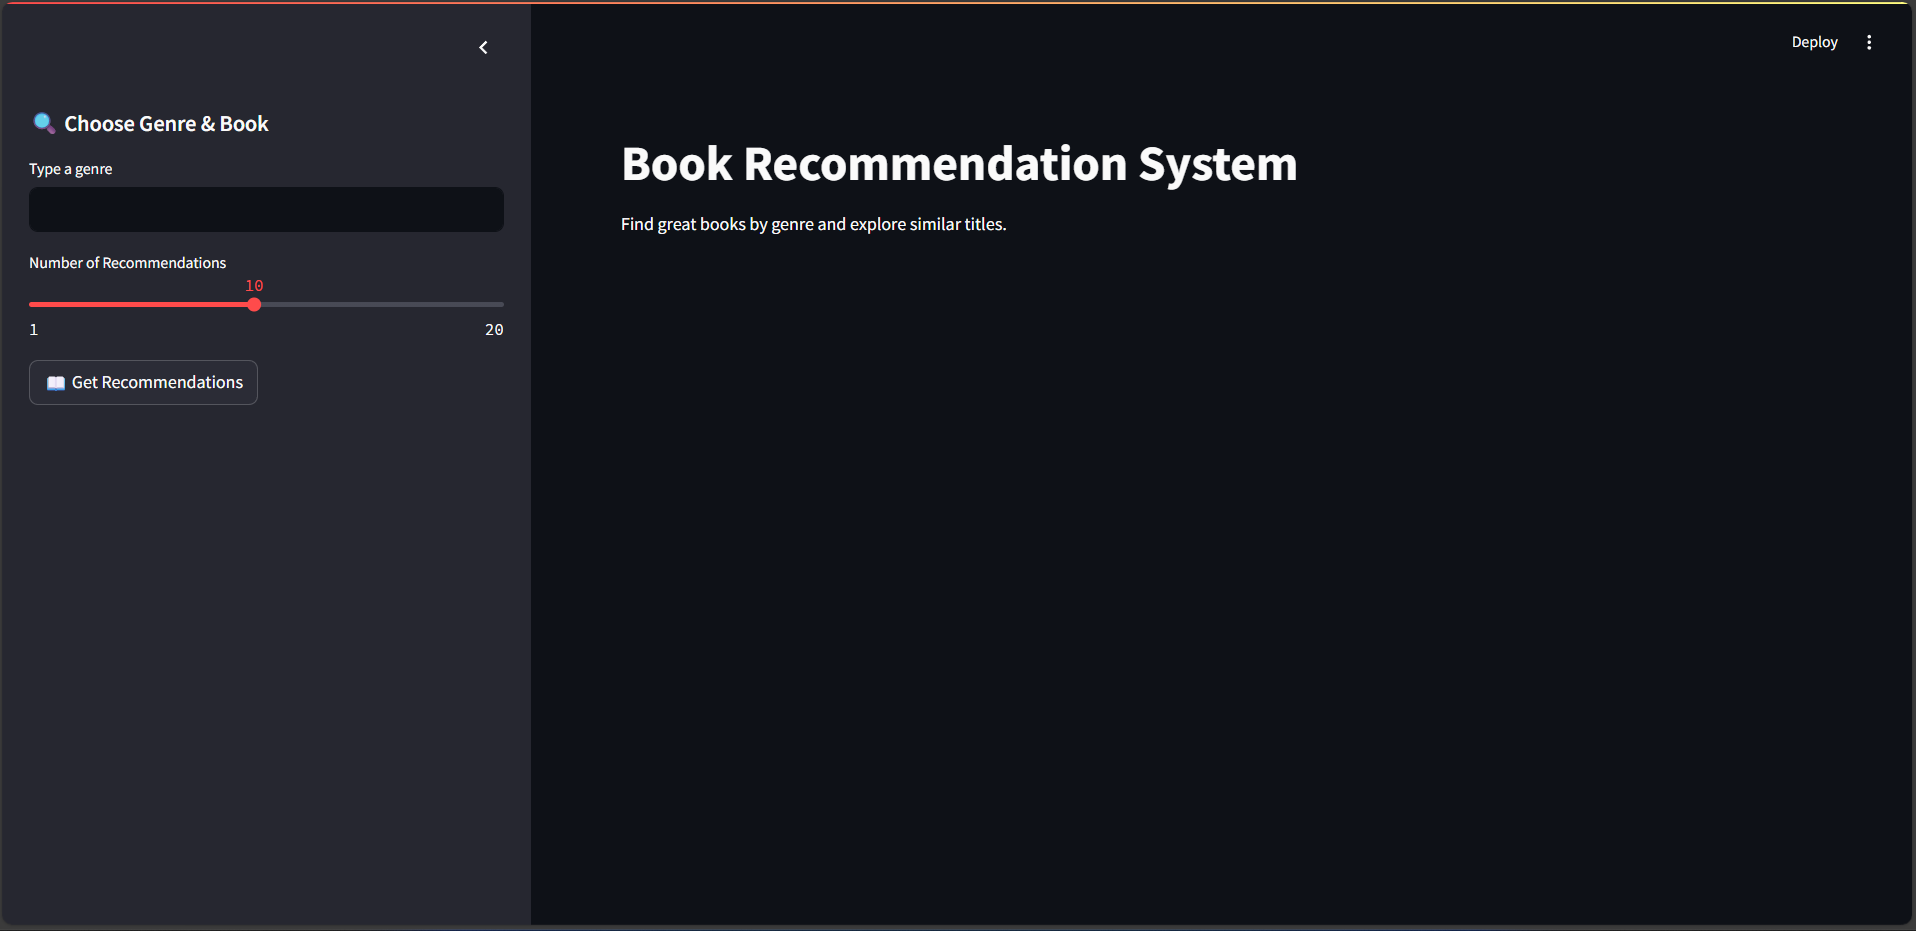 Deploy
🔍 Choose Genre & Book
Type a genre
Number of Recommendations
10
1 20
📖 Get Recommendations
Book Recommendation System
Find great books by genre and explore similar titles.